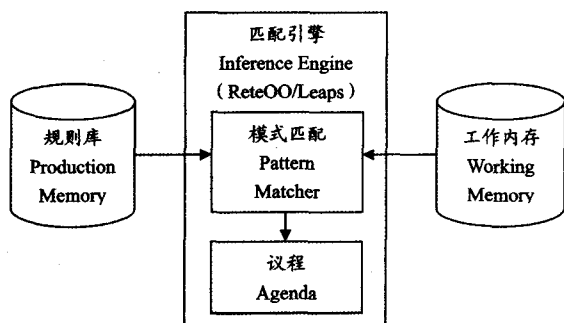 匹配引擎
Inference Engine
（ReteOO/Leaps）
规则库
Production
Memory
模式匹配
Pattern
Matcher
工作内存
Working
Memory
议程
Agenda